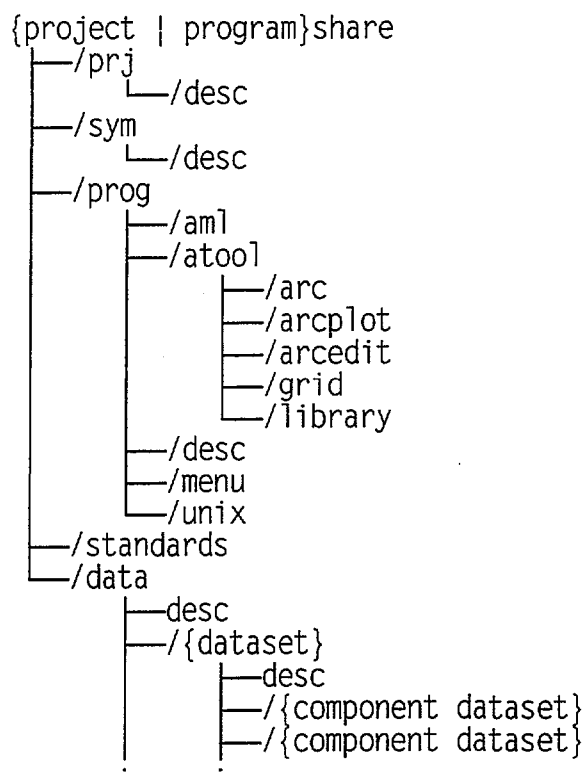 {project | program}share
/prj
/desc
/sym
/desc
/prog
/aml
/atool
/arc
/arcplot
/arcedit
/grid
/library
/desc
/menu
/unix
/standards
/data
desc
/{dataset}
desc
/{component dataset}
/{component dataset}